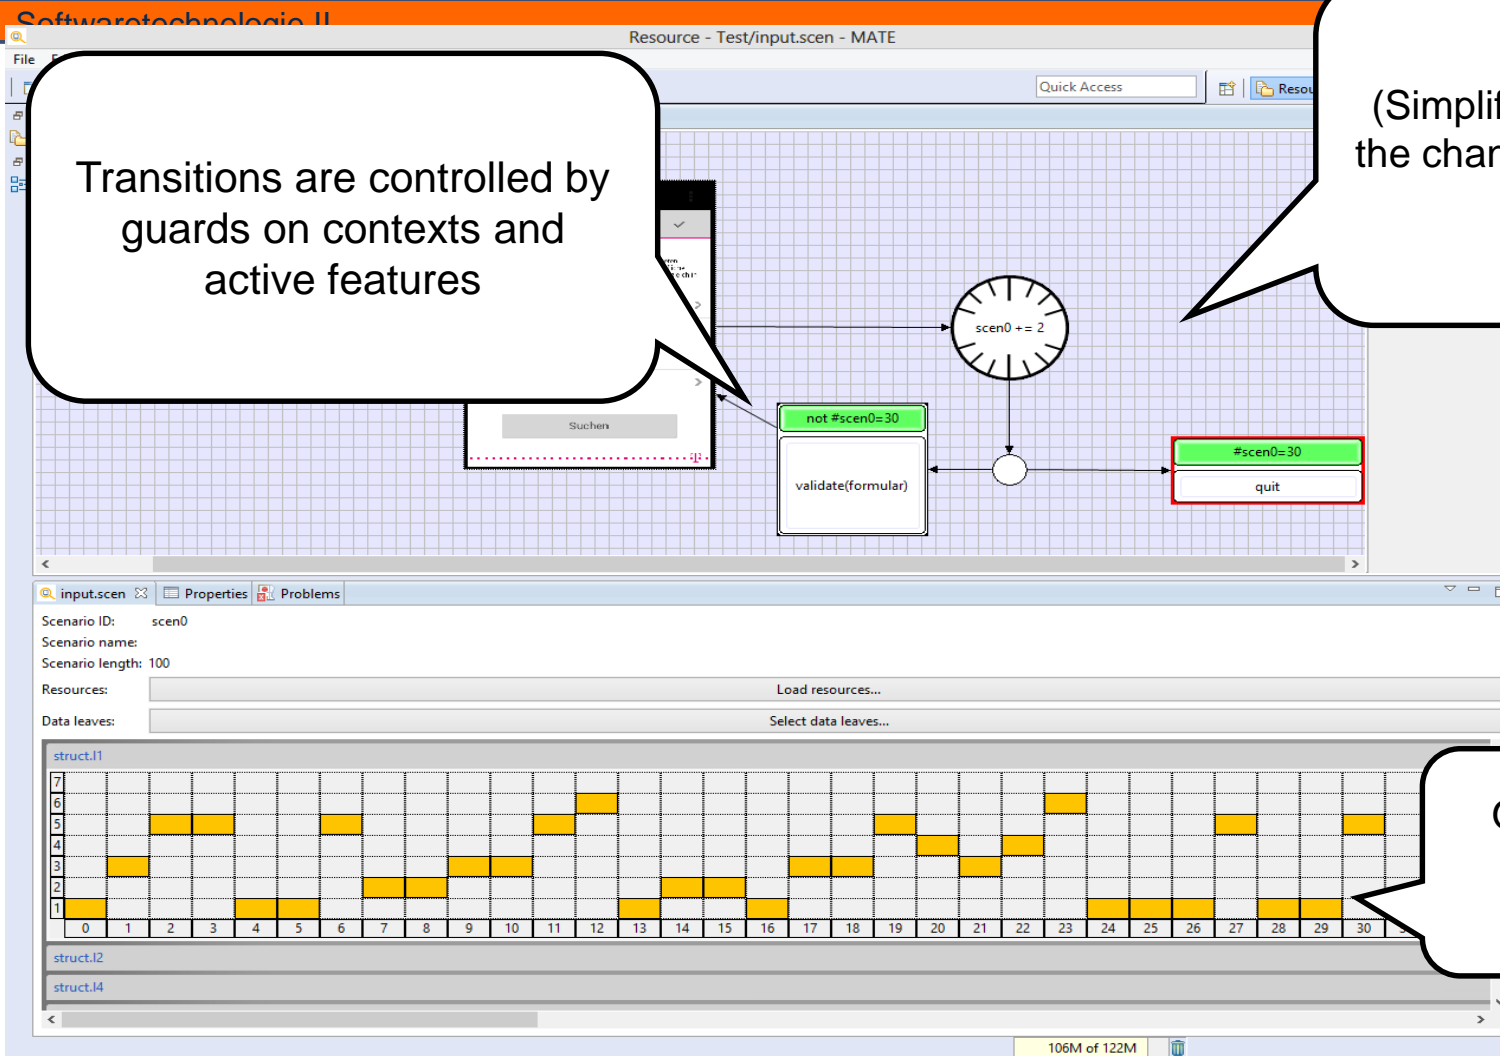 Softwaretechnologie II
Resource - Test/input.scen - MATE
File
Quick Access
Resou
Transitions are controlled by
guards on contexts and
active features
(Simplif
the chan
scen0 += 2
Suchen
not #scen0=30
validate(formular)
#scen0=30
quit
input.scen
Properties
Problems
Scenario ID: scen0
Scenario name:
Scenario length: 100
Resources: Load resources...
Data leaves: Select data leaves...
struct.l1
7
6
5
4
3
2
1
0 1 2 3 4 5 6 7 8 9 10 11 12 13 14 15 16 17 18 19 20 21 22 23 24 25 26 27 28 29 30
struct.l2
struct.l4
106M of 122M